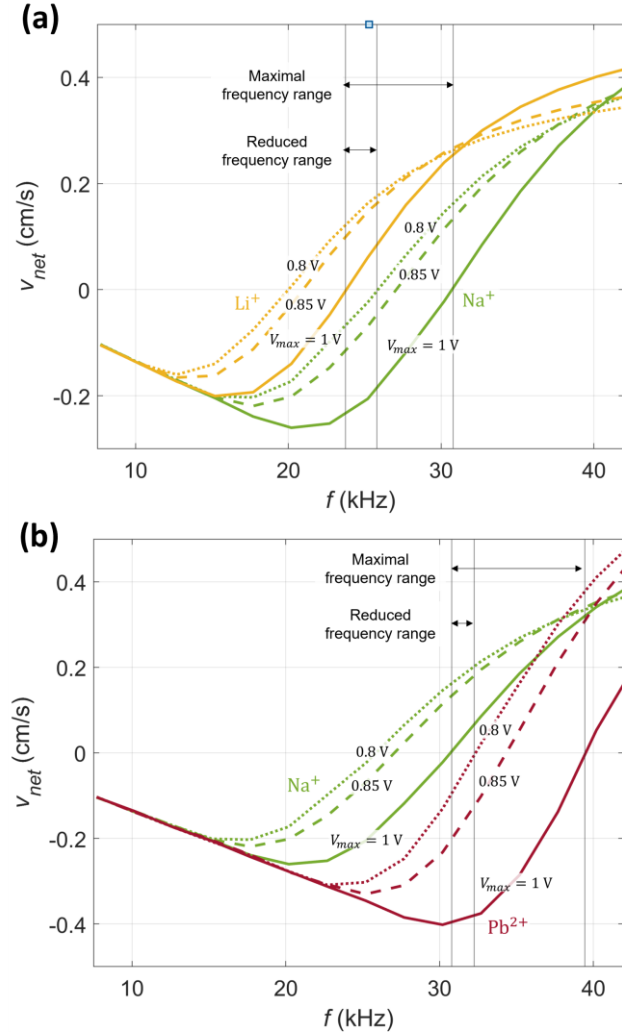 (a)
0.4
0.2
0
-0.2
v_net (cm/s)
Maximal
frequency range
Reduced
frequency range
0.8 V
Li⁺
0.85 V
V_max = 1 V
0.8 V
0.85 V
Na⁺
V_max = 1 V
10
20
30
40
f (kHz)
(b)
0.4
0.2
0
-0.2
-0.4
v_net (cm/s)
Maximal
frequency range
Reduced
frequency range
0.8 V
Na⁺
0.85 V
V_max = 1 V
0.8 V
0.85 V
V_max = 1 V
Pb²⁺
10
20
30
40
f (kHz)